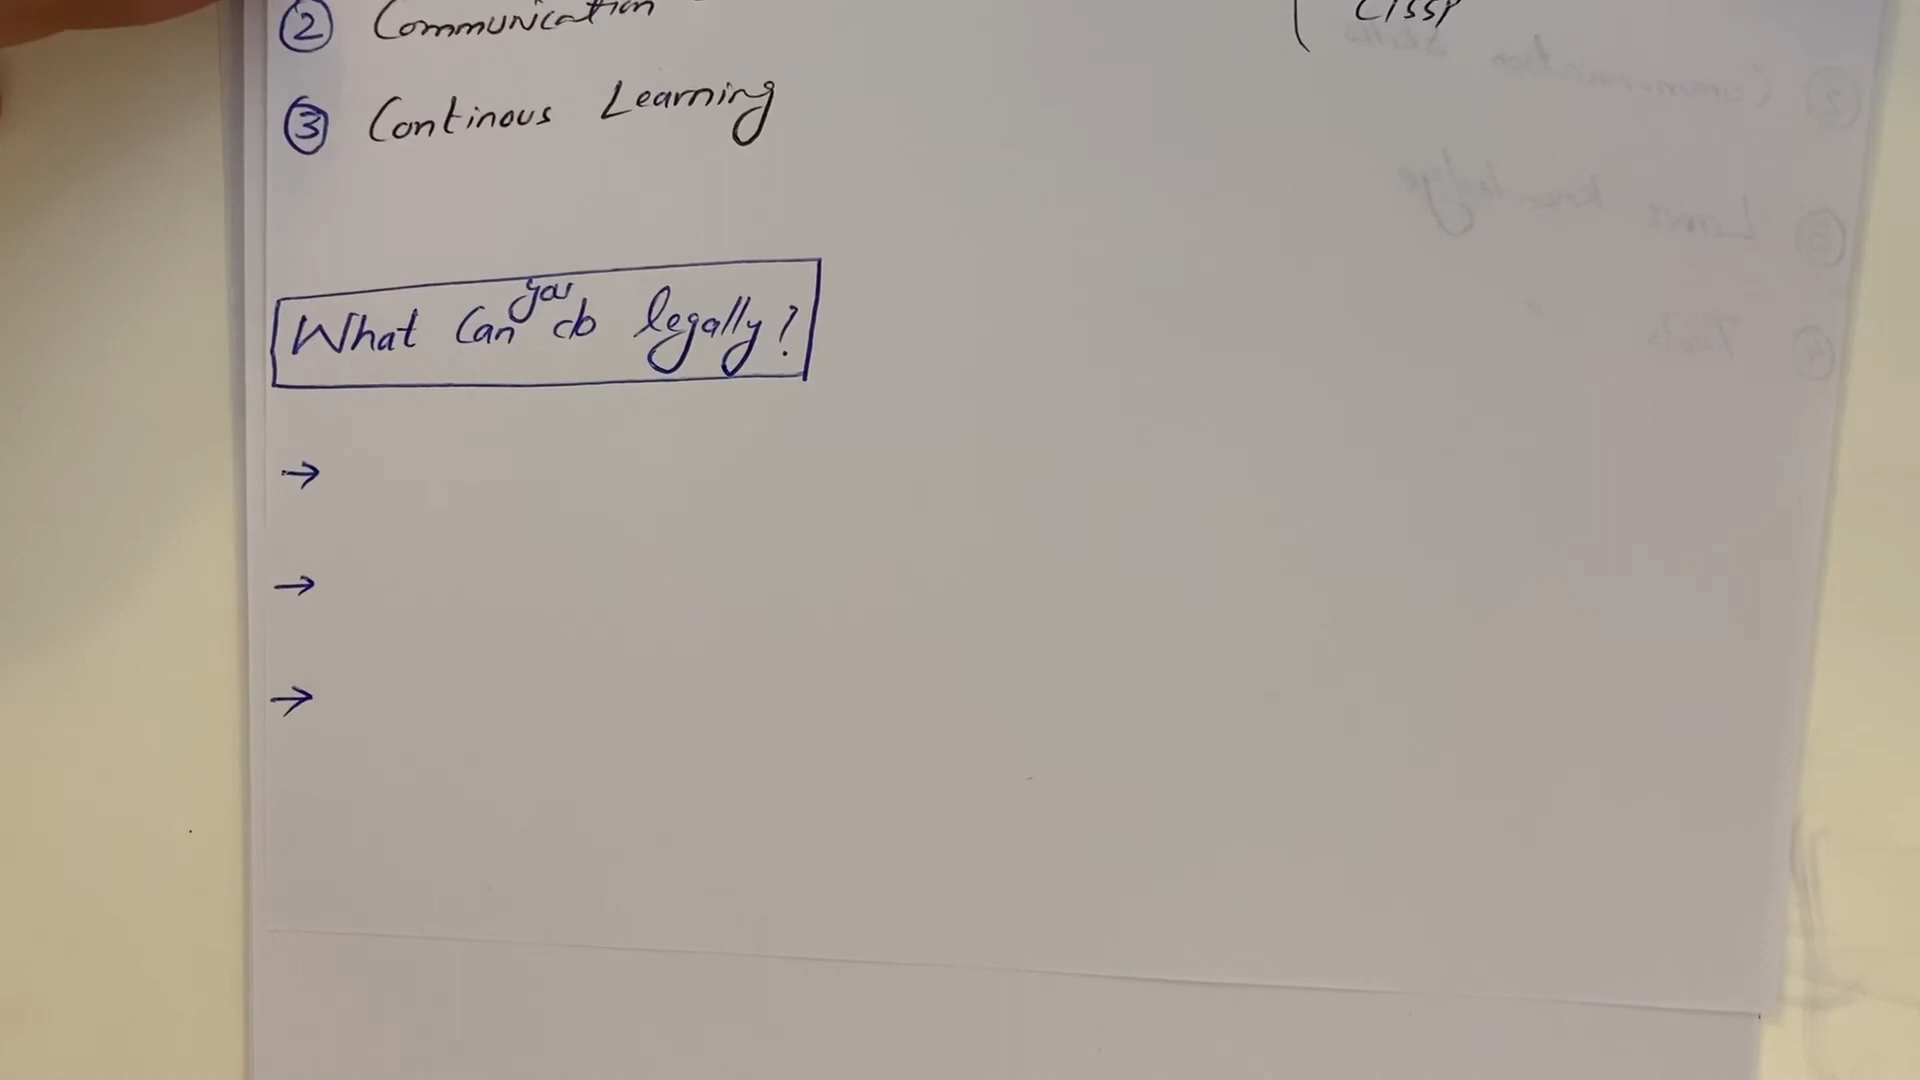 ② Communication
CISSP
③ Continous Learning
What Can you do legally?
→
→
→